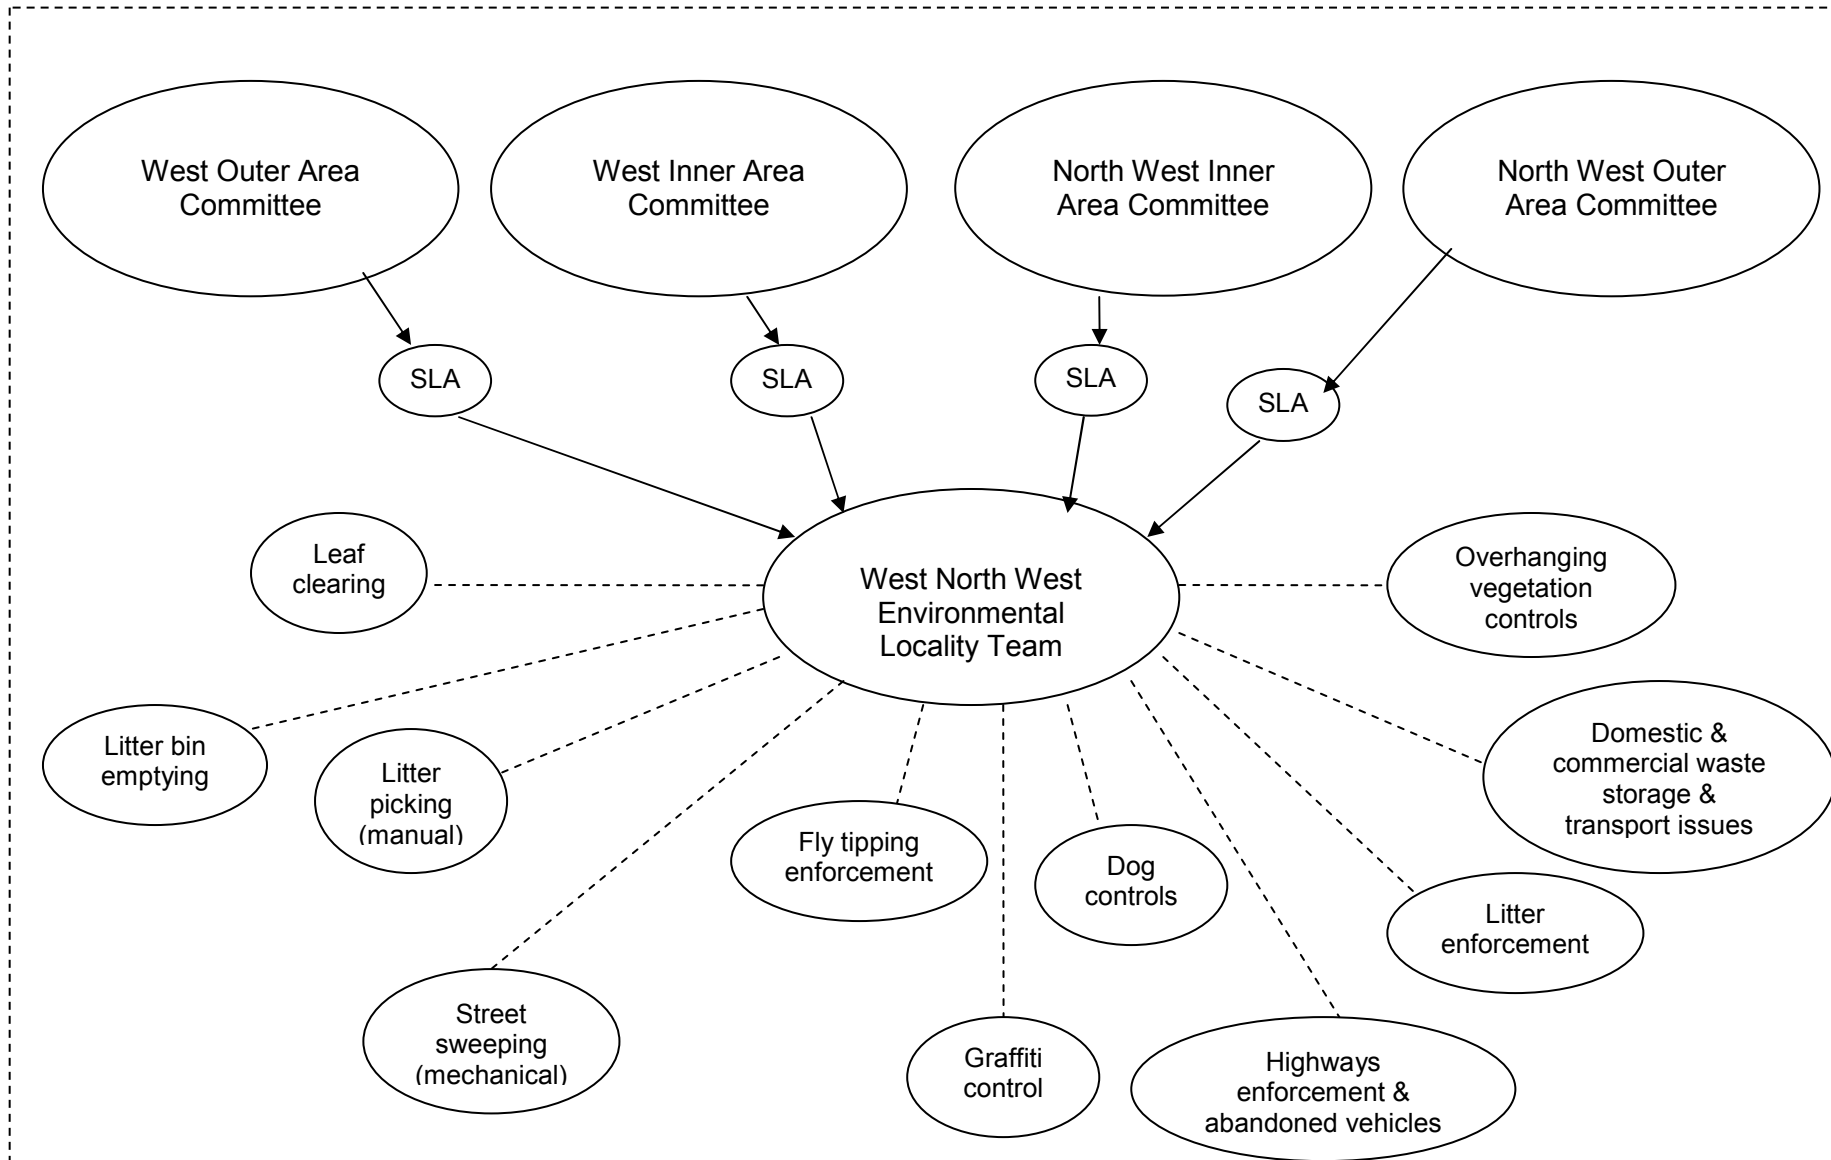 West Outer Area
Committee
West Inner Area
Committee
North West Inner
Area Committee
North West Outer
Area Committee
SLA
SLA
SLA
SLA
West North West
Environmental
Locality Team
Leaf
clearing
Overhanging
vegetation
controls
Litter bin
emptying
Litter
picking
(manual)
Fly tipping
enforcement
Dog
controls
Domestic &
commercial waste
storage &
transport issues
Litter
enforcement
Street
sweeping
(mechanical)
Graffiti
control
Highways
enforcement &
abandoned vehicles